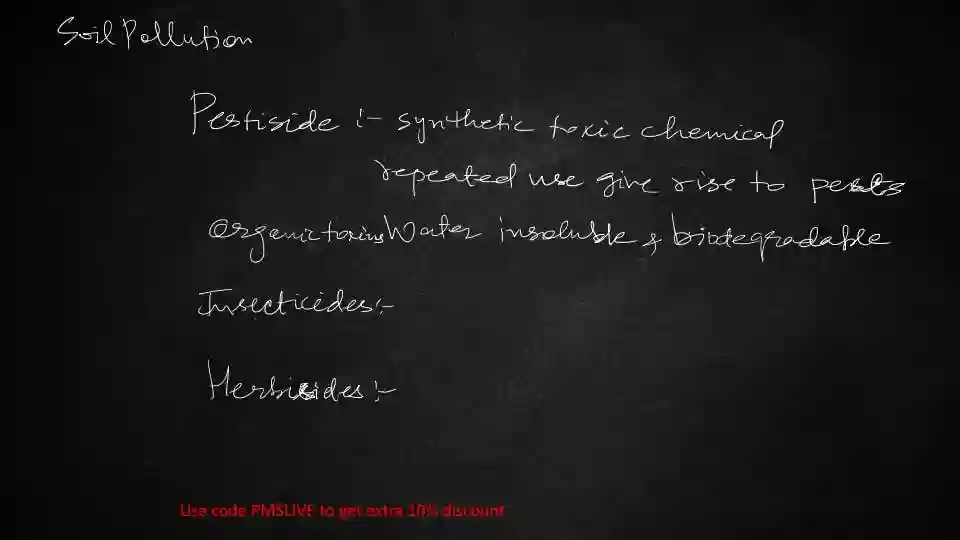 Soil Pollution
Pestiside :- synthetic toxic chemical
repeated use give rise to pests
organic toxins Water insoluble & biodegradable
Insecticides:-
Herbicides:-
Use code PMSLIVE to get extra 10% discount